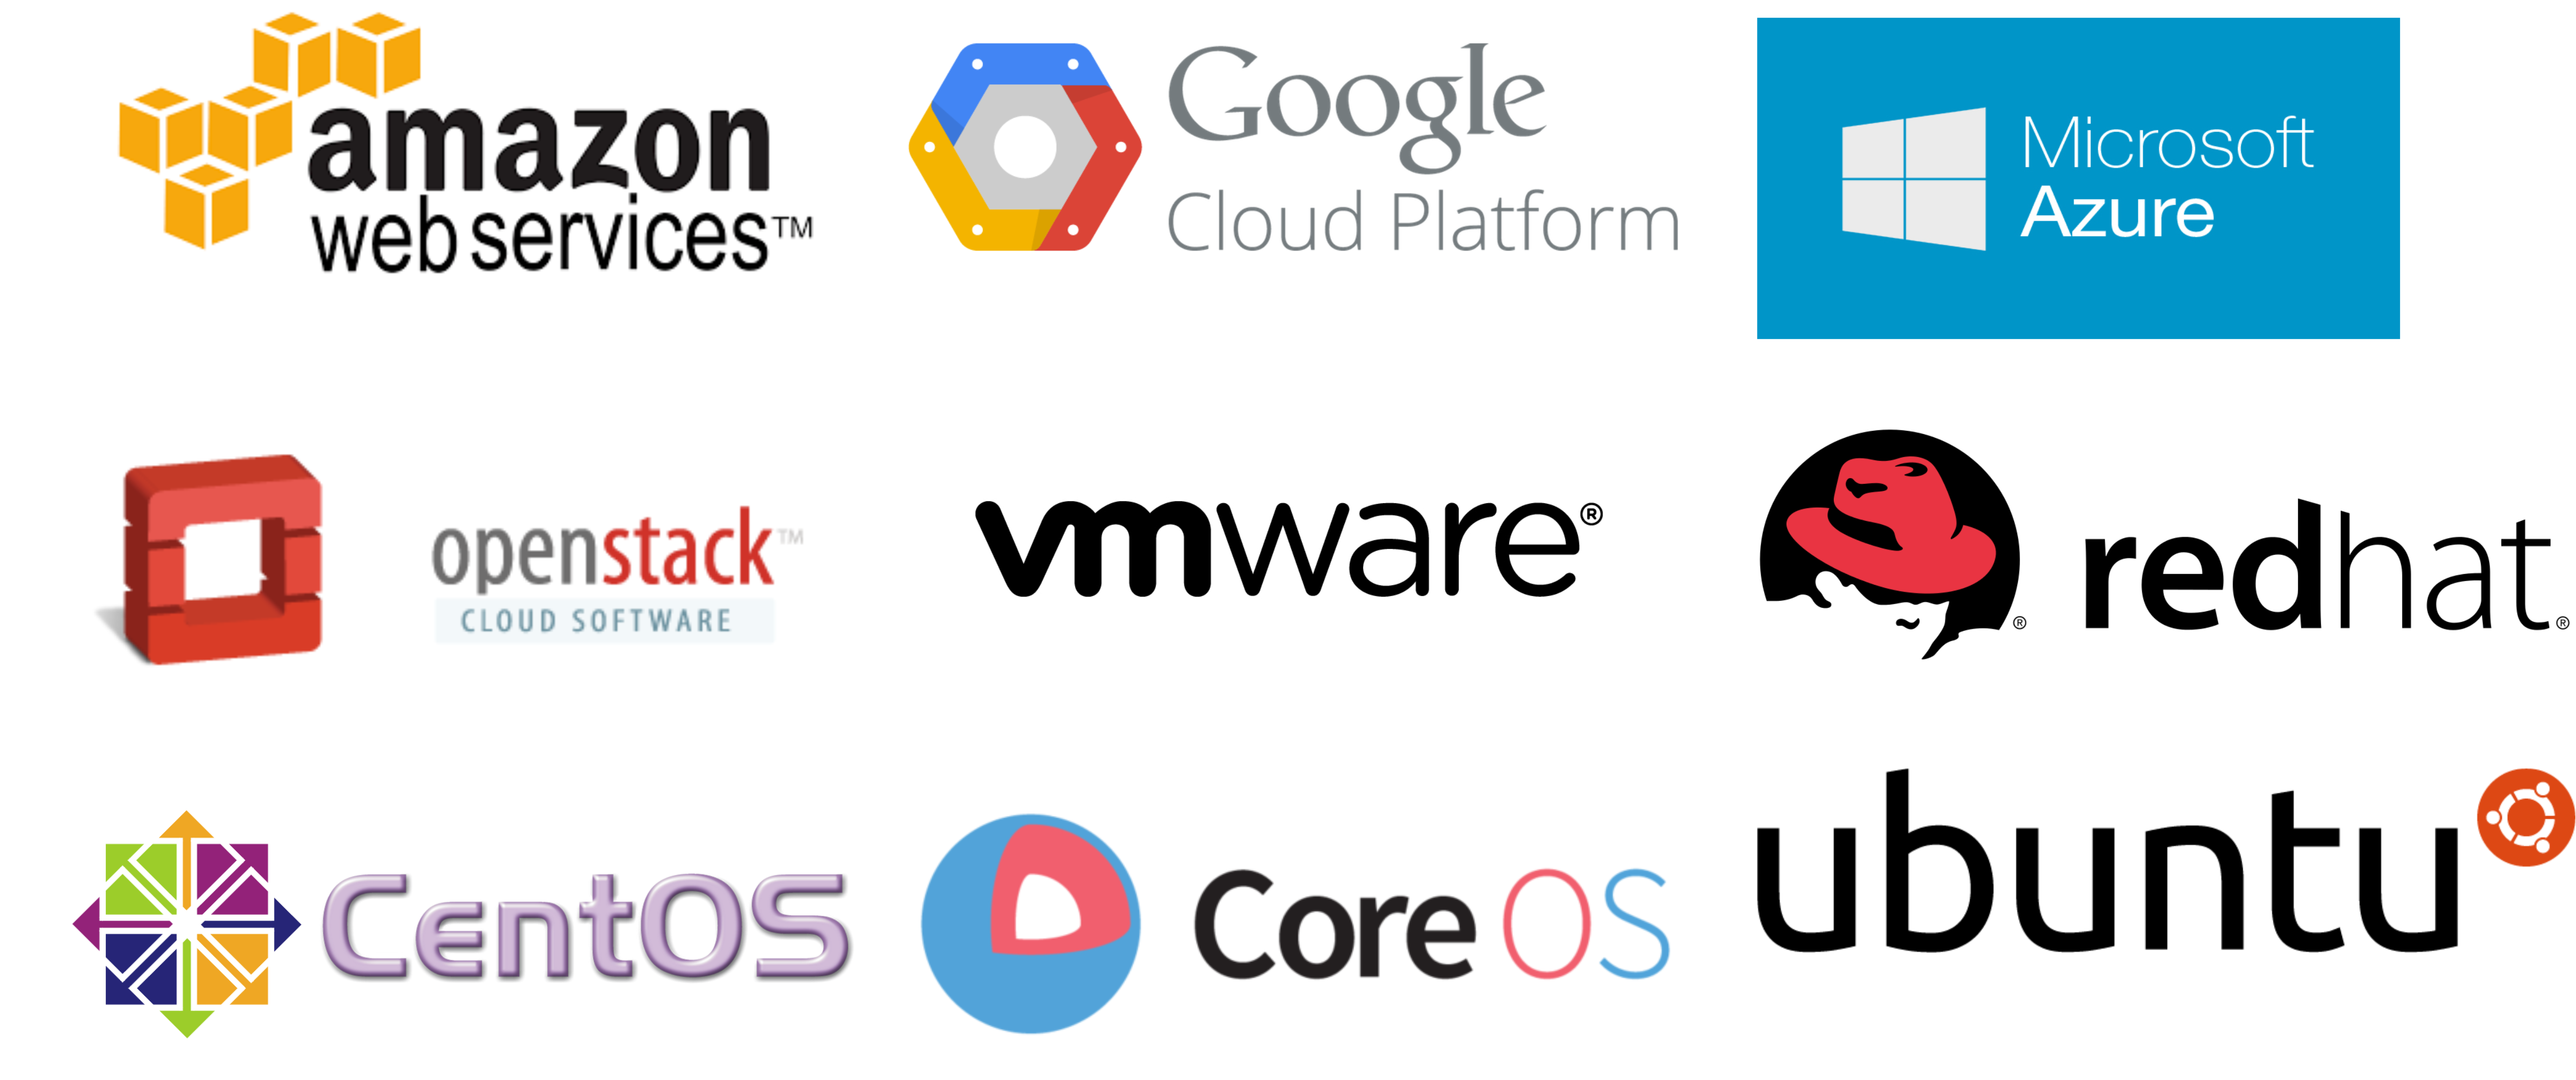 amazon
web services™
Google
Cloud Platform
Microsoft
Azure
openstack™
CLOUD SOFTWARE
vmware®
®
redhat®
CentOS
CoreOS
ubuntu